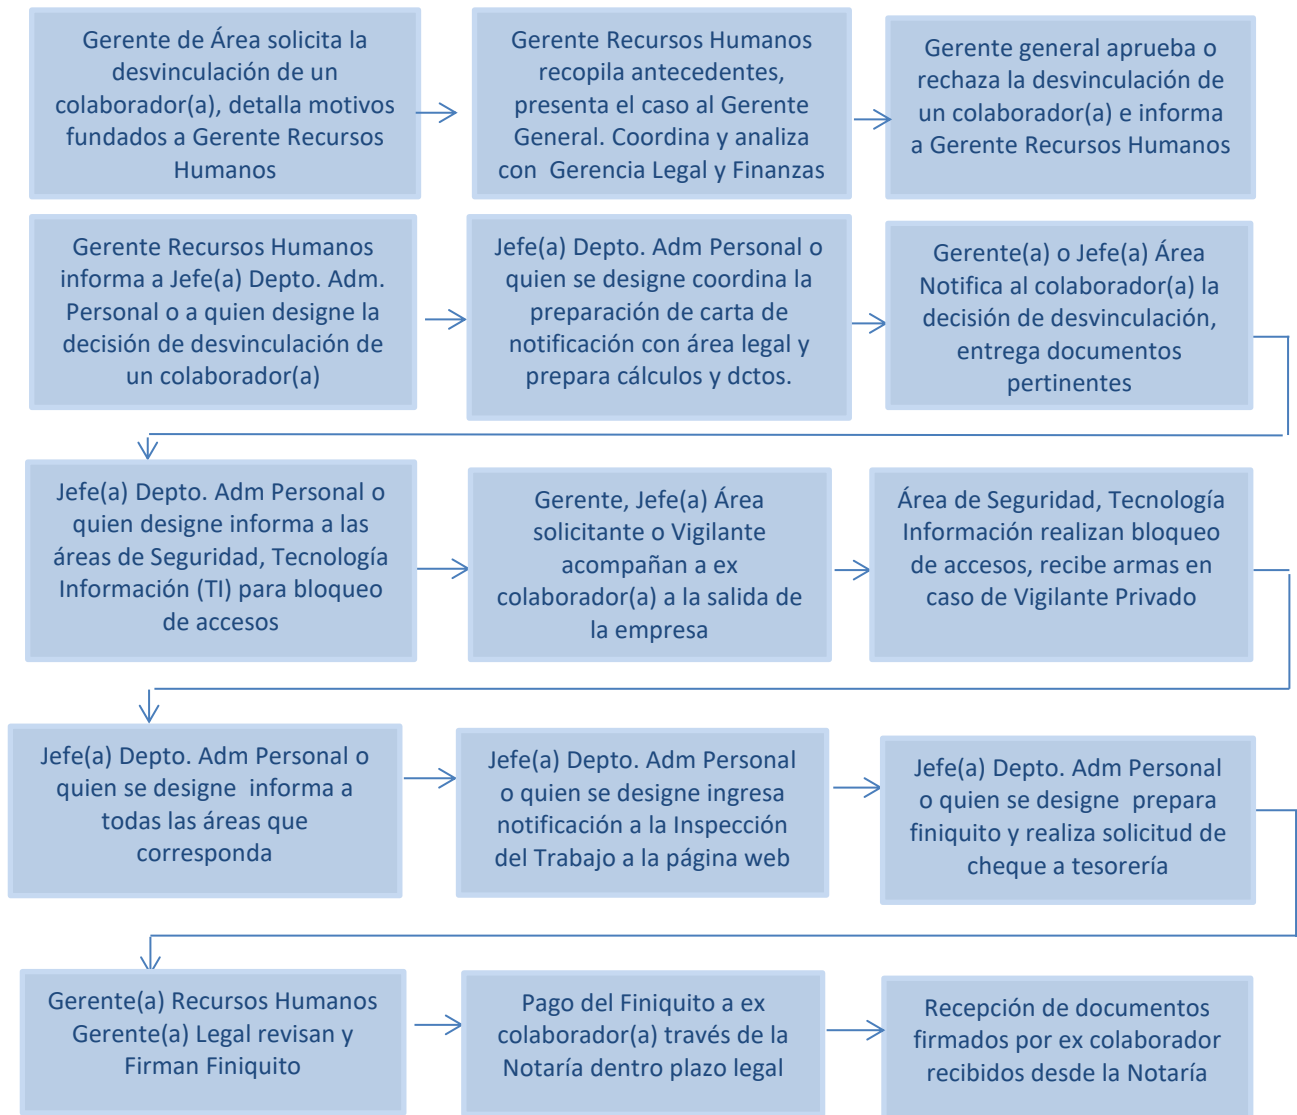 Gerente de Área solicita la
desvinculación de un
colaborador(a), detalla motivos
fundados a Gerente Recursos
Humanos
Gerente Recursos Humanos
recopila antecedentes,
presenta el caso al Gerente
General. Coordina y analiza
con Gerencia Legal y Finanzas
Gerente general aprueba o
rechaza la desvinculación de
un colaborador(a) e informa
a Gerente Recursos Humanos
Gerente Recursos Humanos
informa a Jefe(a) Depto. Adm.
Personal o a quien designe la
decisión de desvinculación de
un colaborador(a)
Jefe(a) Depto. Adm Personal o
quien se designe coordina la
preparación de carta de
notificación con área legal y
prepara cálculos y dctos.
Gerente(a) o Jefe(a) Área
Notifica al colaborador(a) la
decisión de desvinculación,
entrega documentos
pertinentes
Jefe(a) Depto. Adm Personal o
quien designe informa a las
áreas de Seguridad, Tecnología
Información (TI) para bloqueo
de accesos
Gerente, Jefe(a) Área
solicitante o Vigilante
acompañan a ex
colaborador(a) a la salida de
la empresa
Área de Seguridad, Tecnología
Información realizan bloqueo
de accesos, recibe armas en
caso de Vigilante Privado
Jefe(a) Depto. Adm Personal o
quien se designe informa a
todas las áreas que
corresponda
Jefe(a) Depto. Adm Personal
o quien se designe ingresa
notificación a la Inspección
del Trabajo a la página web
Jefe(a) Depto. Adm Personal
o quien se designe prepara
finiquito y realiza solicitud de
cheque a tesorería
Gerente(a) Recursos Humanos
Gerente(a) Legal revisan y
Firman Finiquito
Pago del Finiquito a ex
colaborador(a) través de la
Notaría dentro plazo legal
Recepción de documentos
firmados por ex colaborador
recibidos desde la Notaría